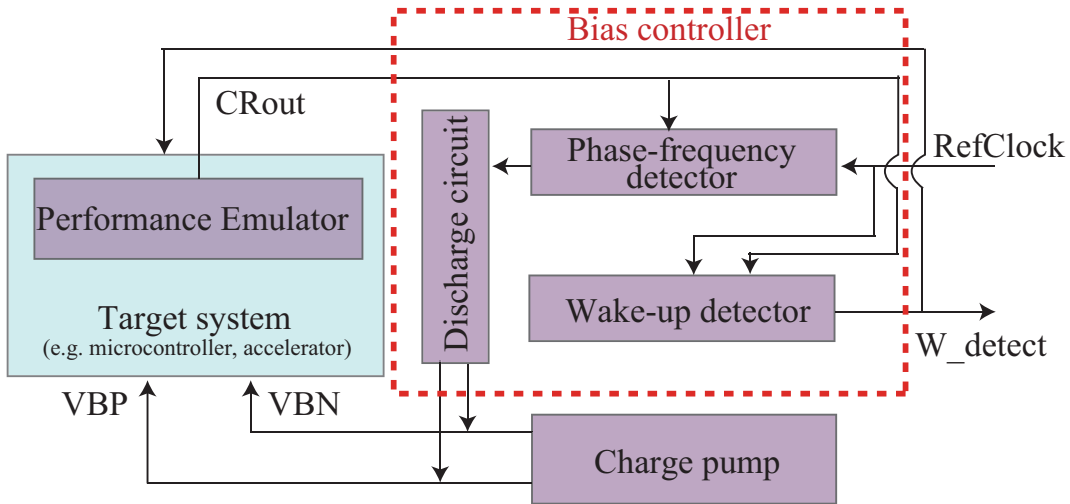 Bias controller
CRout
Phase-frequency
detector
RefClock
Discharge circuit
Performance Emulator
Wake-up detector
Target system
(e.g. microcontroller, accelerator)
W_detect
VBP
VBN
Charge pump